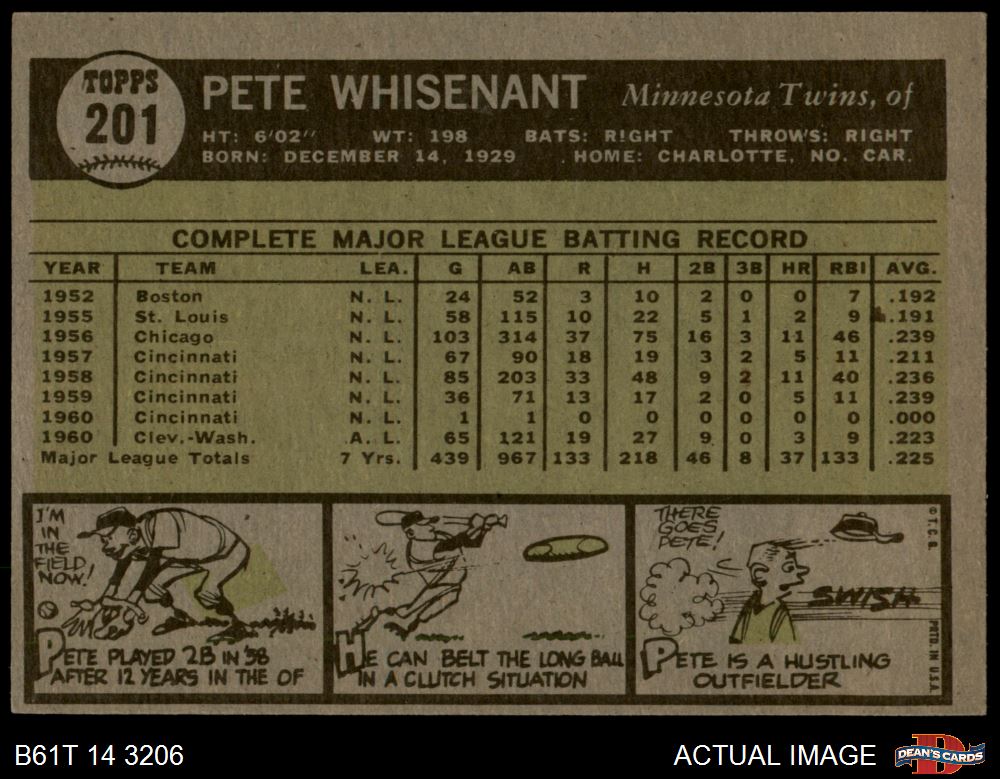 TOPPS
201
PETE WHISENANT Minnesota Twins, of
HT: 6'02" WT: 198 BATS: RIGHT THROWS: RIGHT
BORN: DECEMBER 14, 1929 . HOME: CHARLOTTE, NO. CAR.
COMPLETE MAJOR LEAGUE BATTING RECORD
YEAR TEAM LEA. G AB R H 2B 3B HR RBI AVG.
1952 Boston N. L. 24 52 3 10 2 0 0 7 .192
1955 St. Louis N. L. 58 115 10 22 5 1 2 9 .191
1956 Chicago N. L. 103 314 37 75 16 3 11 46 .239
1957 Cincinnati N. L. 67 90 18 19 3 2 5 11 .211
1958 Cincinnati N. L. 85 203 33 48 9 2 11 40 .236
1959 Cincinnati N. L. 36 71 13 17 2 0 5 11 .239
1960 Cincinnati N. L. 1 1 0 0 0 0 0 0 .000
1960 Clev.-Wash. A. L. 65 121 19 27 9 0 3 9 .223
Major League Totals 7 Yrs. 439 967 133 218 46 8 37 133 .225
I'M
IN
THE
FIELD
NOW!
PETE PLAYED 2B IN '58
AFTER 12 YEARS IN THE OF
HE CAN BELT THE LONG BALL
IN A CLUTCH SITUATION
THERE
GOES
PETE!
SWISH
PETE IS A HUSTLING
OUTFIELDER
© T.C.G.
PRTD. IN U.S.A.
B61T 14 3206
ACTUAL IMAGE
DEAN'S CARDS